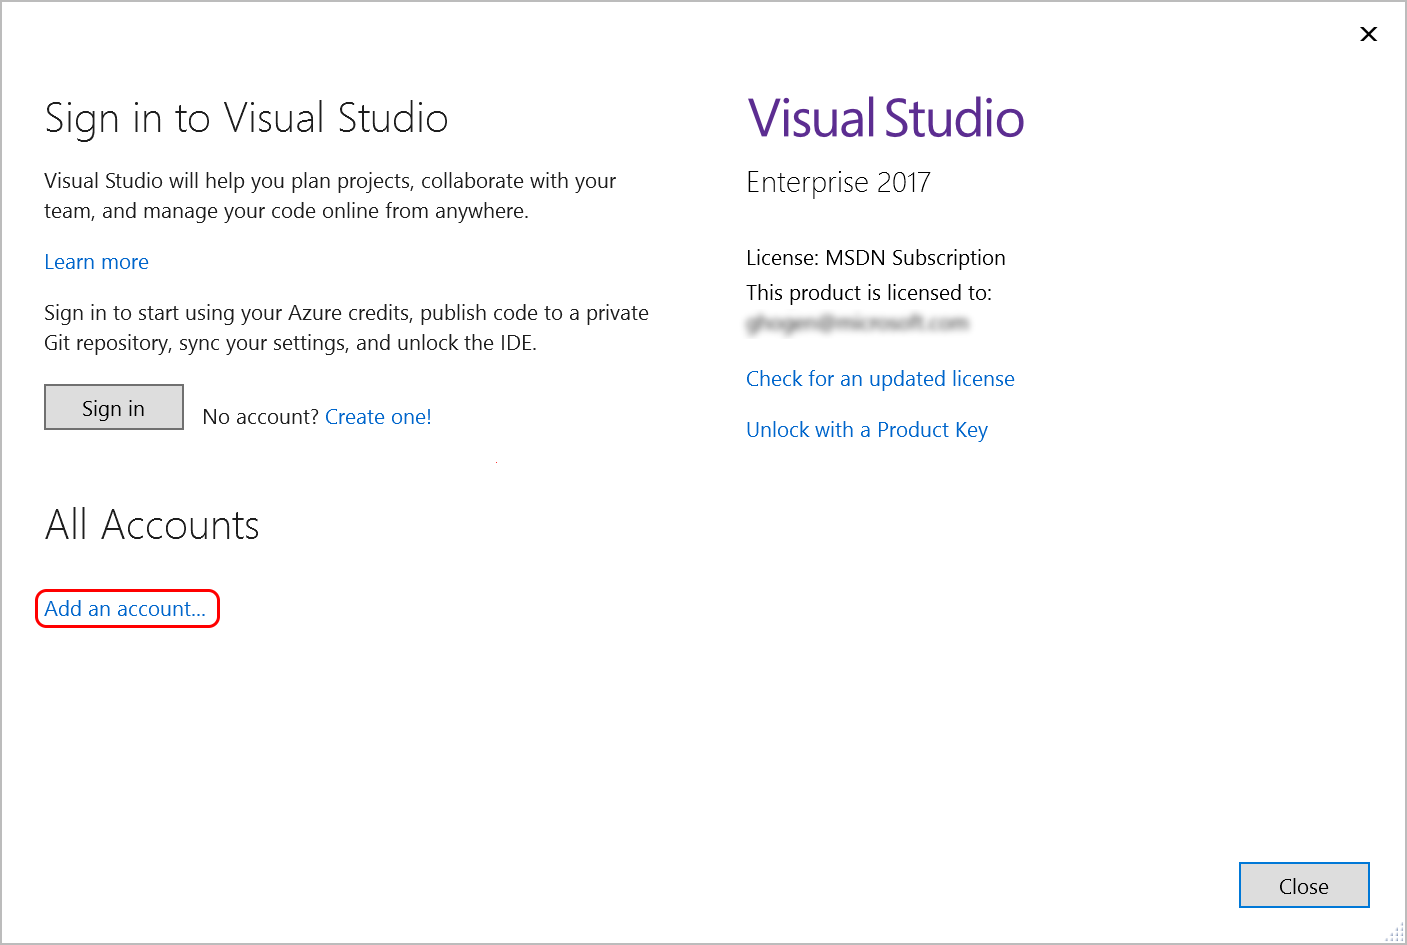 Sign in to Visual Studio
Visual Studio will help you plan projects, collaborate with your
team, and manage your code online from anywhere.
Learn more
Sign in to start using your Azure credits, publish code to a private
Git repository, sync your settings, and unlock the IDE.
Sign in
No account? Create one!
All Accounts
Add an account...
Visual Studio
Enterprise 2017
License: MSDN Subscription
This product is licensed to:
Check for an updated license
Unlock with a Product Key
Close